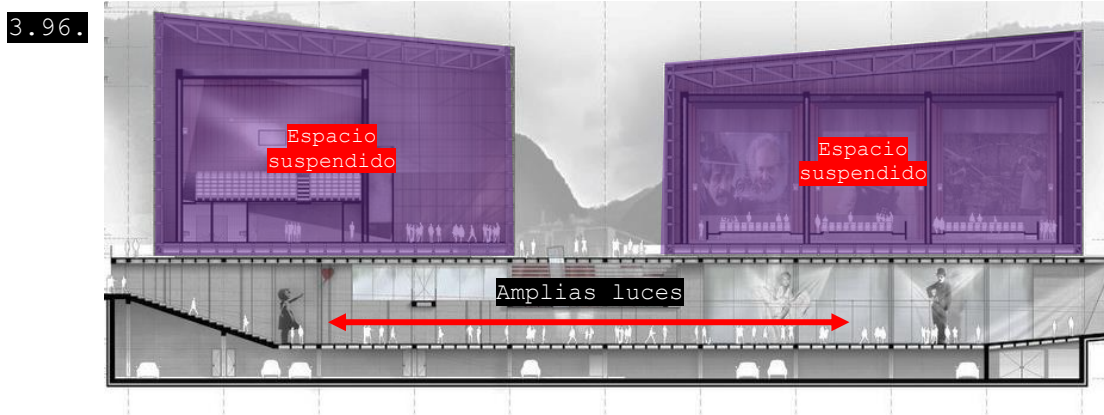 3.96.
Espacio
suspendido
Espacio
suspendido
Amplias luces